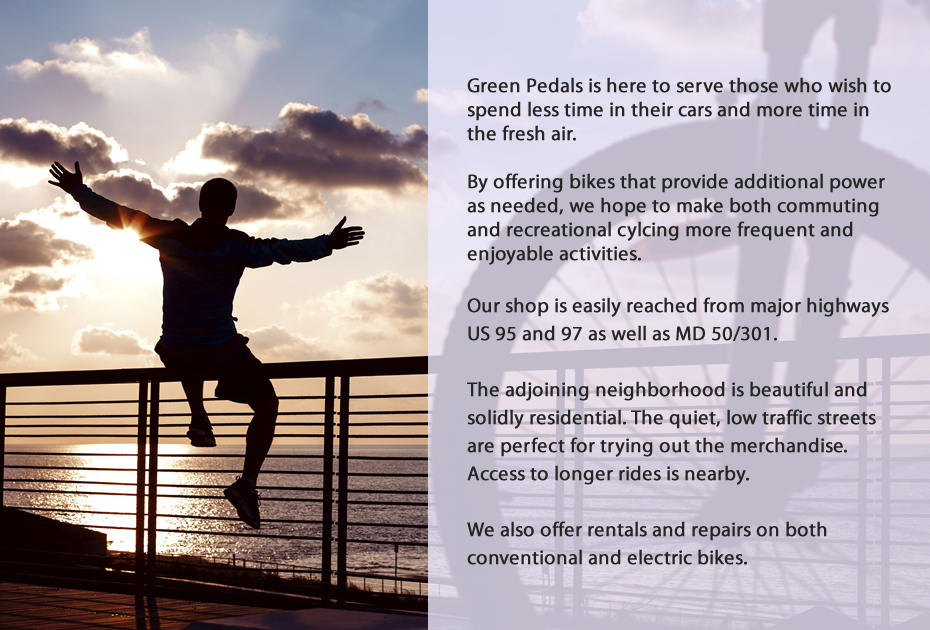 Green Pedals is here to serve those who wish to
spend less time in their cars and more time in
the fresh air.
By offering bikes that provide additional power
as needed, we hope to make both commuting
and recreational cylcing more frequent and
enjoyable activities.
Our shop is easily reached from major highways
US 95 and 97 as well as MD 50/301.
The adjoining neighborhood is beautiful and
solidly residential. The quiet, low traffic streets
are perfect for trying out the merchandise.
Access to longer rides is nearby.
We also offer rentals and repairs on both
conventional and electric bikes.